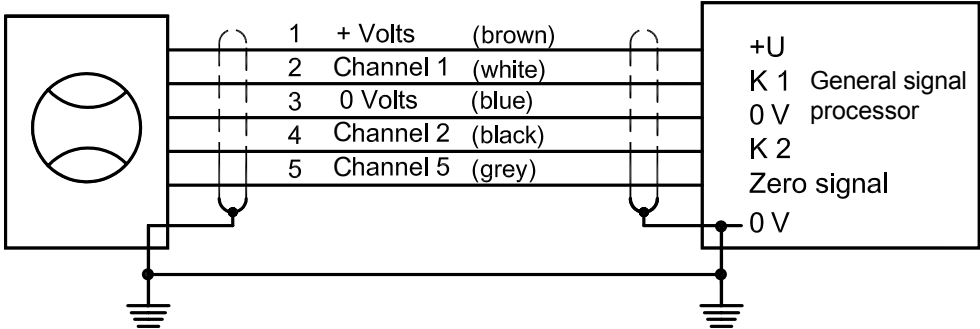 1 + Volts (brown)
2 Channel 1 (white)
3 0 Volts (blue)
4 Channel 2 (black)
5 Channel 5 (grey)
+U
K 1 General signal
0 V processor
K 2
Zero signal
0 V